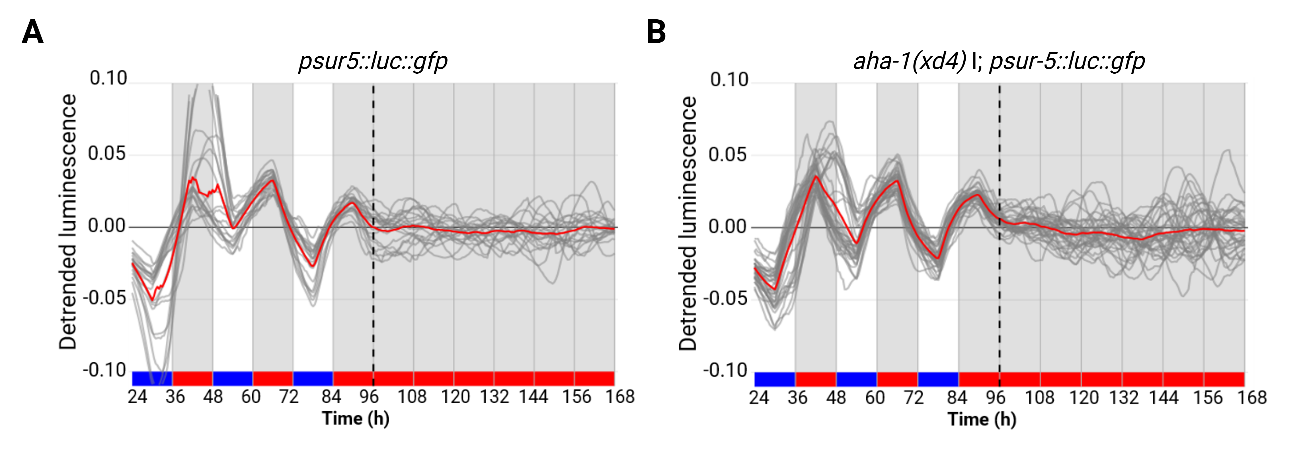 A
psur5::luc::gfp
0.10
0.05
0.00
-0.05
-0.10
Detrended luminescence
24 36 48 60 72 84 96 108 120 132 144 156 168
Time (h)
B
aha-1(xd4) I; psur-5::luc::gfp
0.10
0.05
0.00
-0.05
-0.10
Detrended luminescence
24 36 48 60 72 84 96 108 120 132 144 156 168
Time (h)